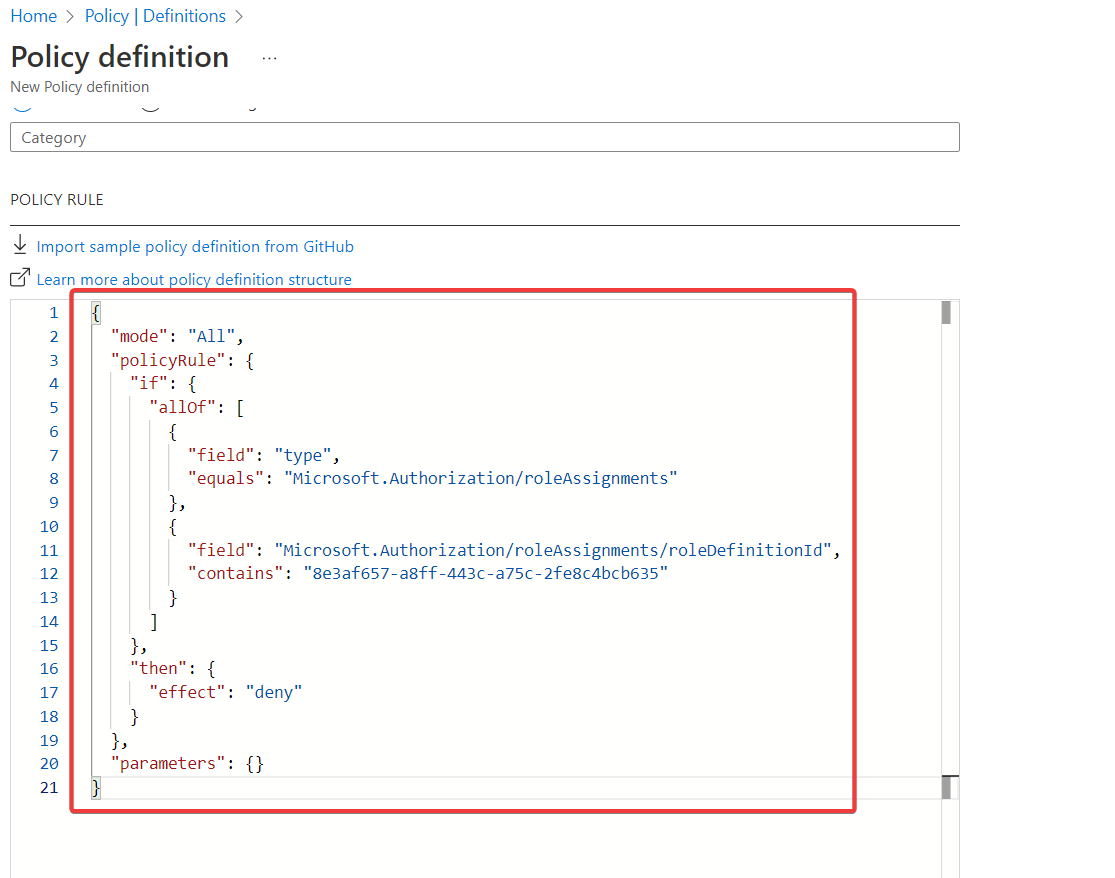 Home > Policy | Definitions >
Policy definition ...
New Policy definition
Category
POLICY RULE
Import sample policy definition from GitHub
Learn more about policy definition structure
1 {
2 "mode": "All",
3 "policyRule": {
4 "if": {
5 "allOf": [
6 {
7 "field": "type",
8 "equals": "Microsoft.Authorization/roleAssignments"
9 },
10 {
11 "field": "Microsoft.Authorization/roleAssignments/roleDefinitionId",
12 "contains": "8e3af657-a8ff-443c-a75c-2fe8c4bcb635"
13 }
14 ]
15 },
16 "then": {
17 "effect": "deny"
18 }
19 },
20 "parameters": {}
21 }